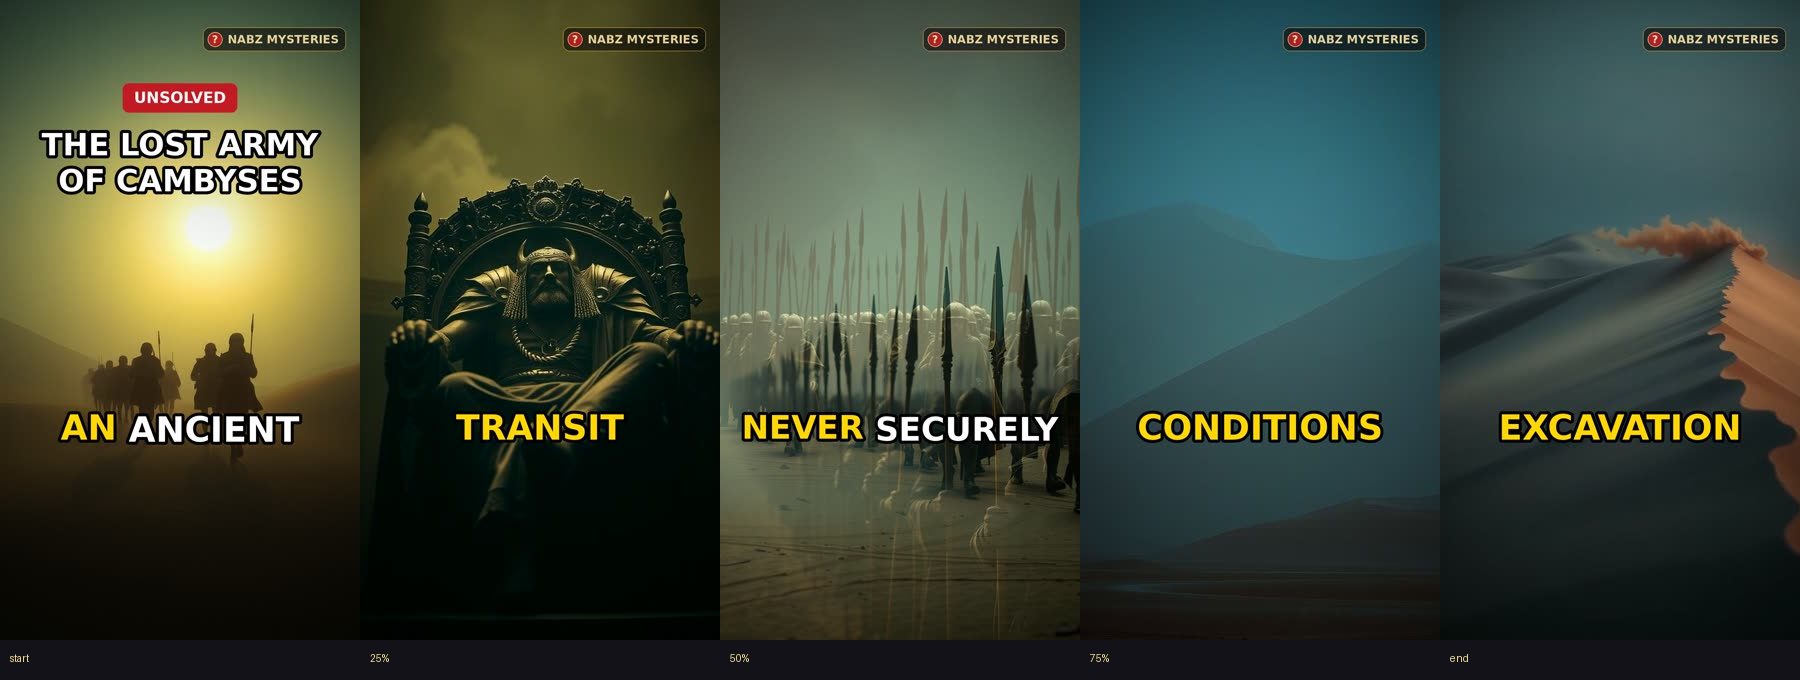 ? NABZ MYSTERIES
UNSOLVED
THE LOST ARMY
OF CAMBYSES
AN ANCIENT
start
? NABZ MYSTERIES
TRANSIT
25%
? NABZ MYSTERIES
NEVER SECURELY
50%
? NABZ MYSTERIES
CONDITIONS
75%
? NABZ MYSTERIES
EXCAVATION
end